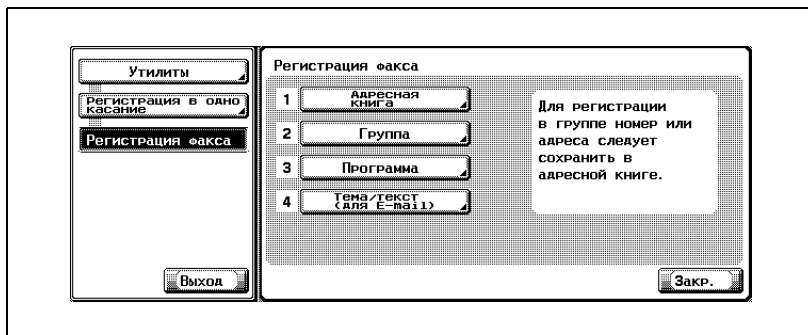 Утилиты
Регистрация в одно
касание
Регистрация факса
Выход
Регистрация факса
1 Адресная
книга
2 Группа
3 Программа
4 Тема/текст
(для E-mail)
Для регистрации
в группе номер или
адреса следует
сохранить в
адресной книге.
Закр.